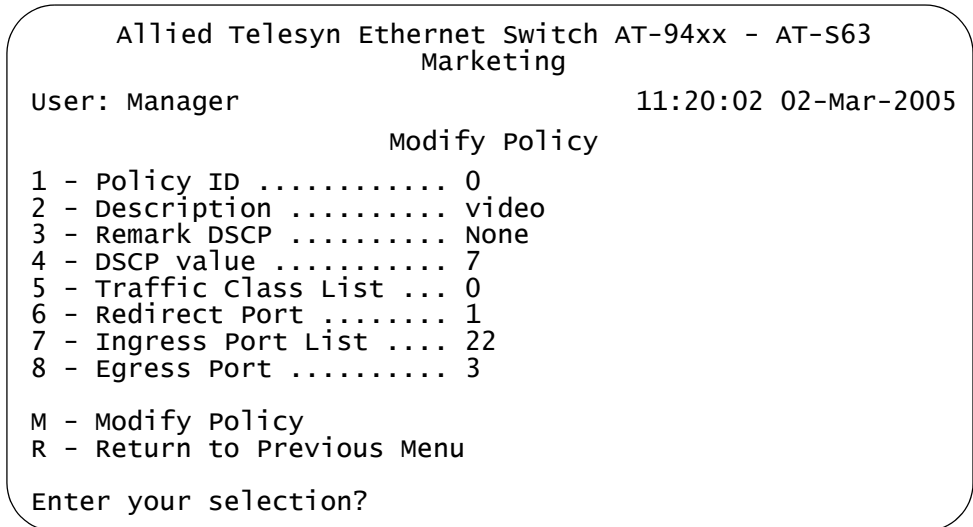 Allied Telesyn Ethernet Switch AT-94xx - AT-S63
Marketing
User: Manager 11:20:02 02-Mar-2005
Modify Policy
1 - Policy ID ............ 0
2 - Description .......... video
3 - Remark DSCP .......... None
4 - DSCP value ........... 7
5 - Traffic Class List ... 0
6 - Redirect Port ........ 1
7 - Ingress Port List .... 22
8 - Egress Port .......... 3
M - Modify Policy
R - Return to Previous Menu
Enter your selection?